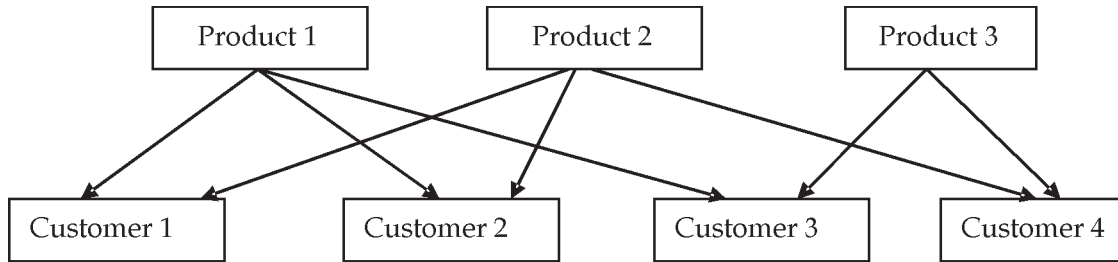 Product 1
Product 2
Product 3
Customer 1
Customer 2
Customer 3
Customer 4